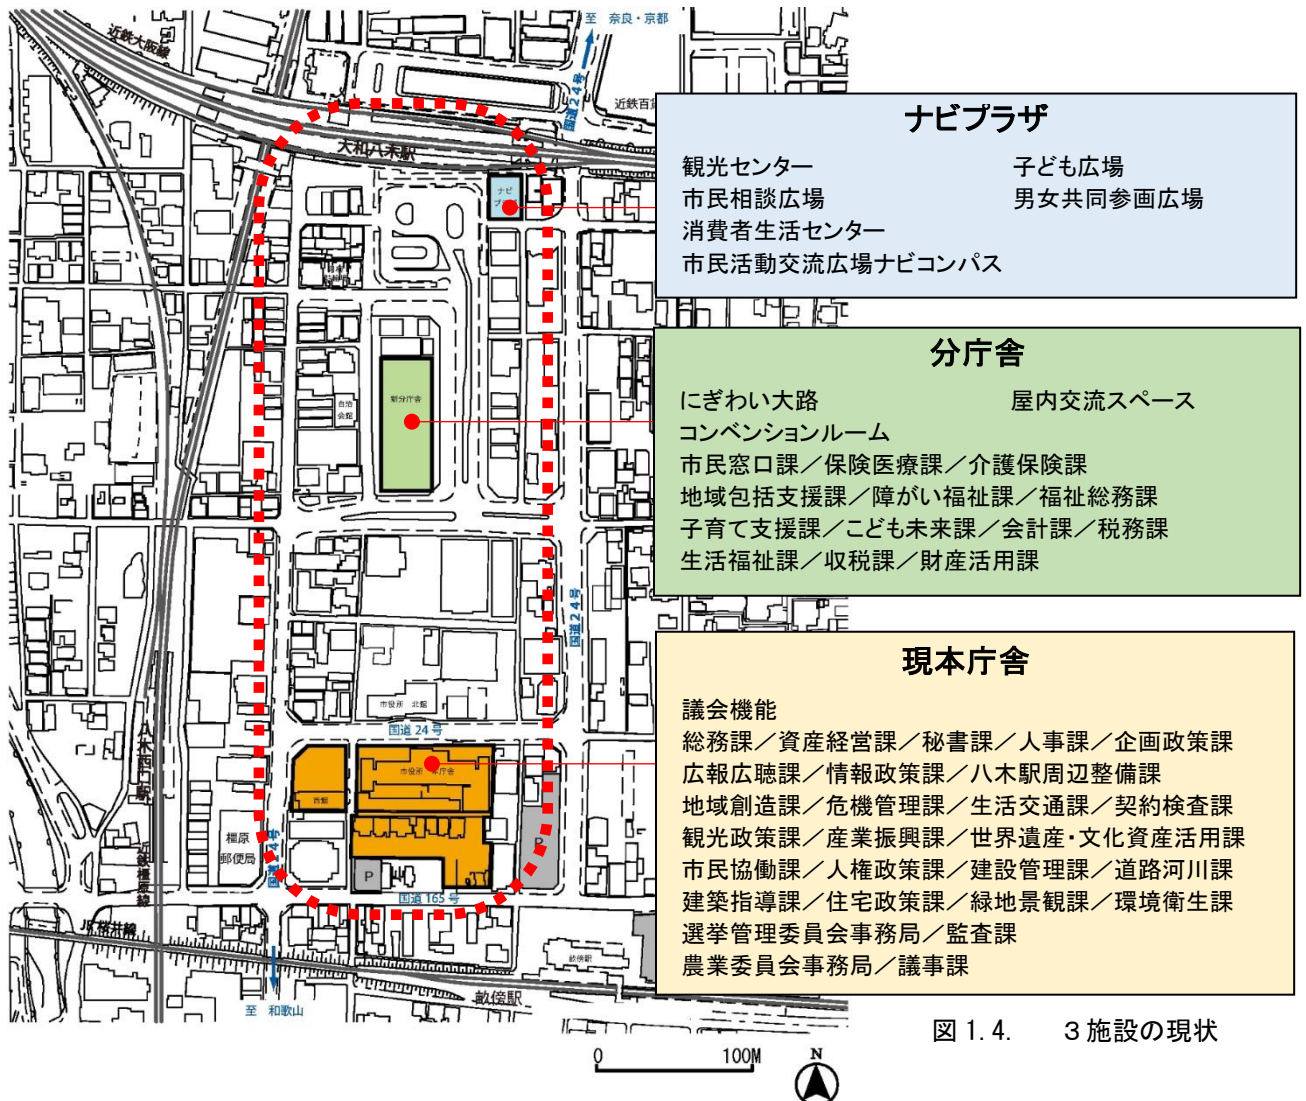 至 奈良・京都
近鉄大阪線
国道24号
近鉄百
大和八木駅
ナビ
ナビプラザ
観光センター 子ども広場
市民相談広場 男女共同参画広場
消費者生活センター
市民活動交流広場ナビコンパス
分庁舎
にぎわい大路 屋内交流スペース
コンベンションルーム
市民窓口課／保険医療課／介護保険課
地域包括支援課／障がい福祉課／福祉総務課
子育て支援課／こども未来課／会計課／税務課
生活福祉課／収税課／財産活用課
新分庁舎
自治
会館
国道24号
市役所 北館
国道 24 号
八木西口駅
現本庁舎
議会機能
総務課／資産経営課／秘書課／人事課／企画政策課
広報広聴課／情報政策課／八木駅周辺整備課
地域創造課／危機管理課／生活交通課／契約検査課
観光政策課／産業振興課／世界遺産・文化資産活用課
市民協働課／人権政策課／建設管理課／道路河川課
建築指導課／住宅政策課／緑地景観課／環境衛生課
選挙管理委員会事務局／監査課
農業委員会事務局／議事課
市役所 本庁舎
西館
橿原
郵便局
国道24号
P
P
近鉄橿原線
国道 165 号
JR桜井線
畝傍駅
畝傍駅
至 和歌山
図 1.4. 3施設の現状
0 100M
N